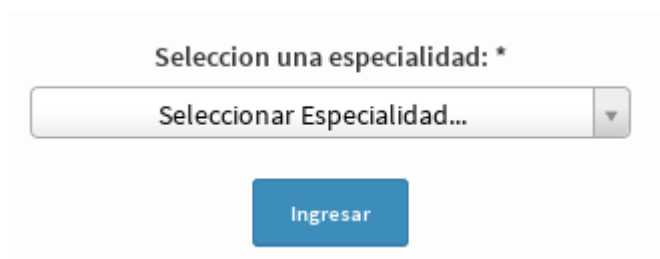 Seleccion una especialidad: *
Seleccionar Especialidad...
Ingresar